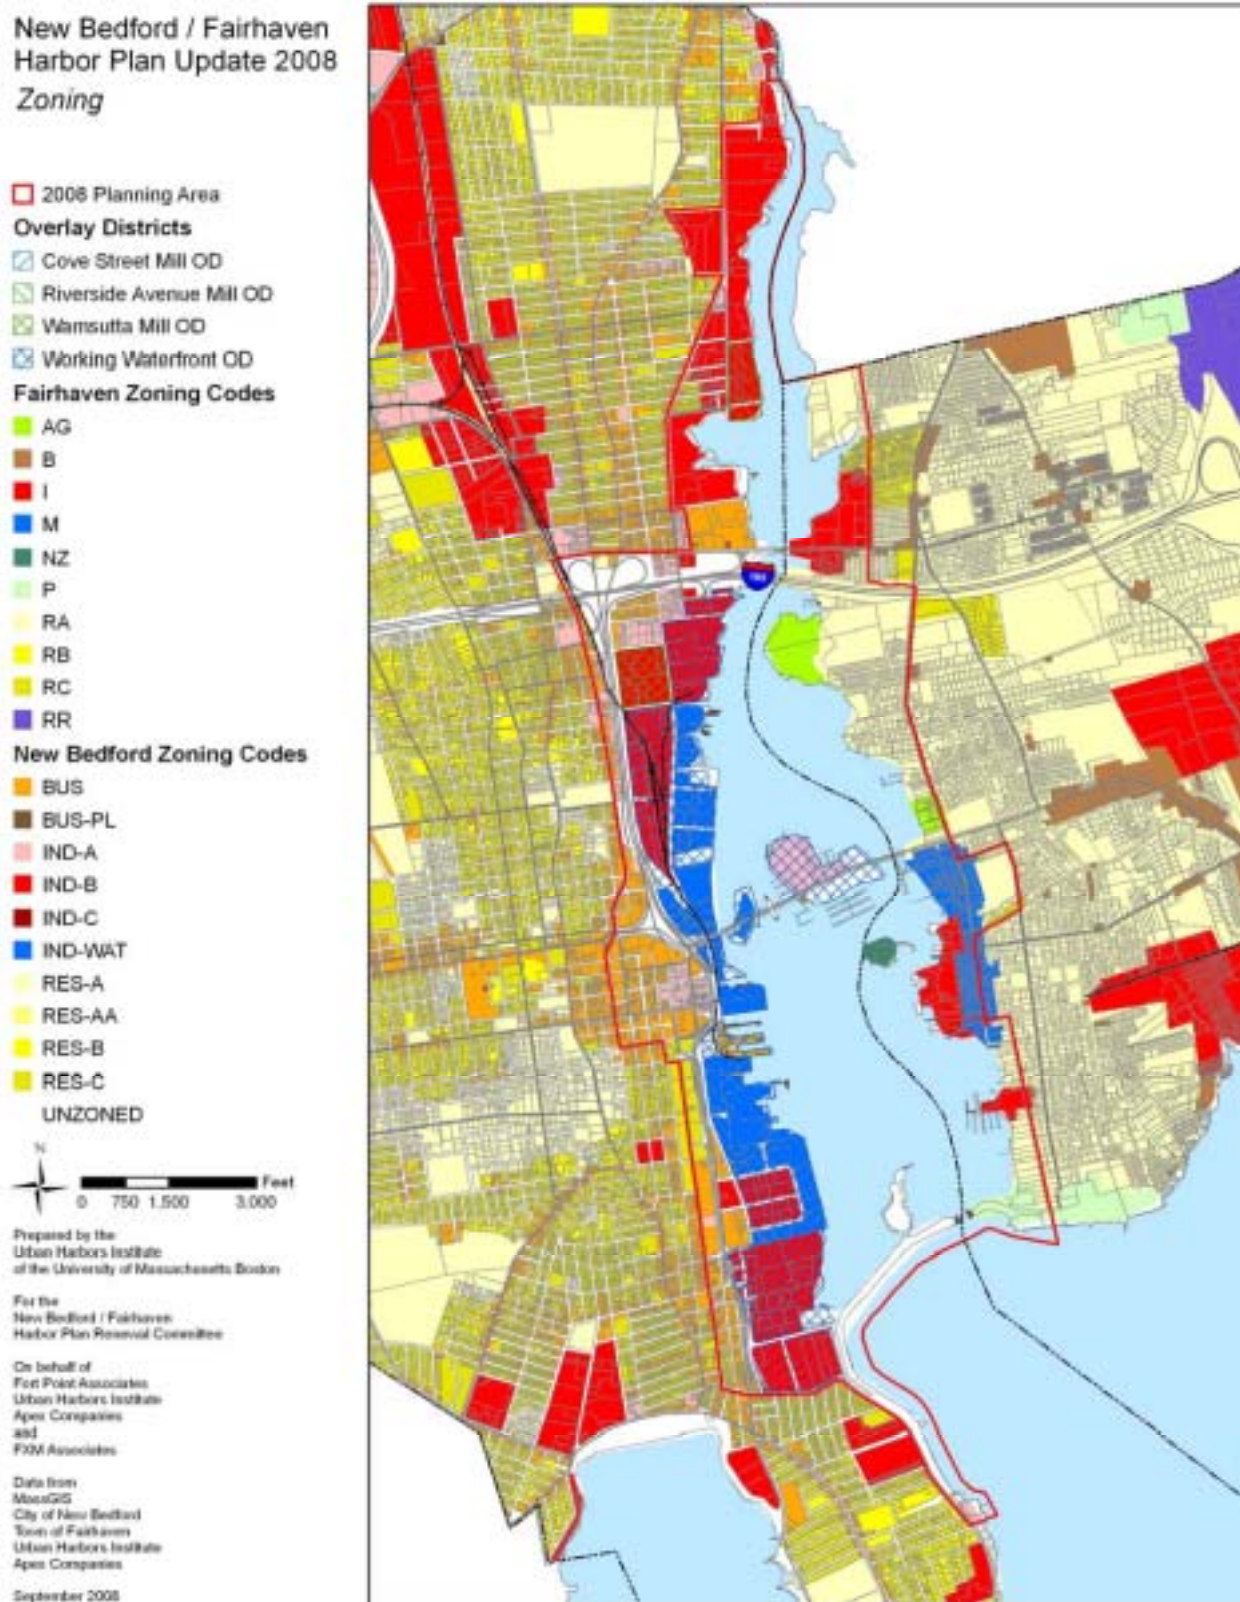 New Bedford / Fairhaven
Harbor Plan Update 2008
Zoning
2008 Planning Area
Overlay Districts
Cove Street Mill OD
Riverside Avenue Mill OD
Wamsutta Mill OD
Working Waterfront OD
Fairhaven Zoning Codes
AG
B
I
M
NZ
P
RA
RB
RC
RR
New Bedford Zoning Codes
BUS
BUS-PL
IND-A
IND-B
IND-C
IND-WAT
RES-A
RES-AA
RES-B
RES-C
UNZONED
N
Feet
0 750 1,500 3,000
Prepared by the
Urban Harbors Institute
of the University of Massachusetts Boston
For the
New Bedford / Fairhaven
Harbor Plan Renewal Committee
On behalf of
Fort Point Associates
Urban Harbors Institute
Apex Companies
and
FXM Associates
Data from
MassGIS
City of New Bedford
Town of Fairhaven
Urban Harbors Institute
Apex Companies
September 2008